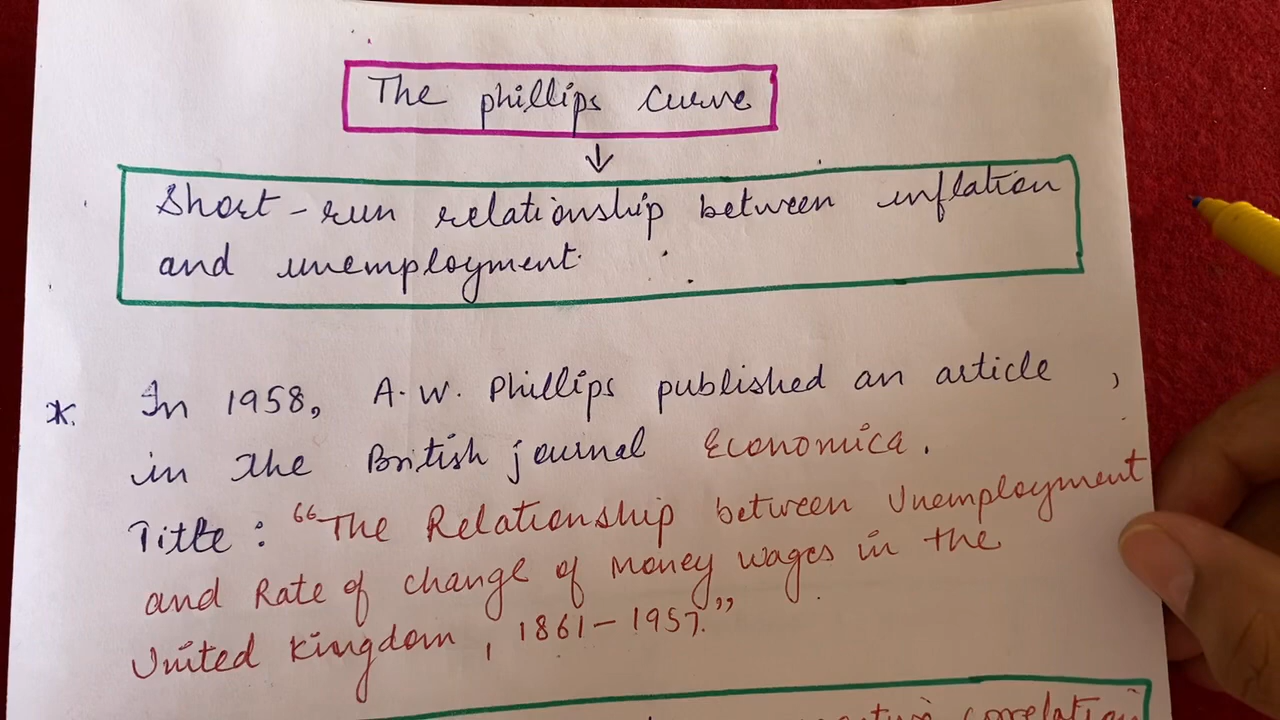 The phillips Curve
Short-run relationship between inflation
and unemployment.
* In 1958, A.W. Phillips published an article,
in the British journal Economica.
Title: "The Relationship between Unemployment
and Rate of change of Money wages in the
United Kingdom, 1861-1957."
correlation